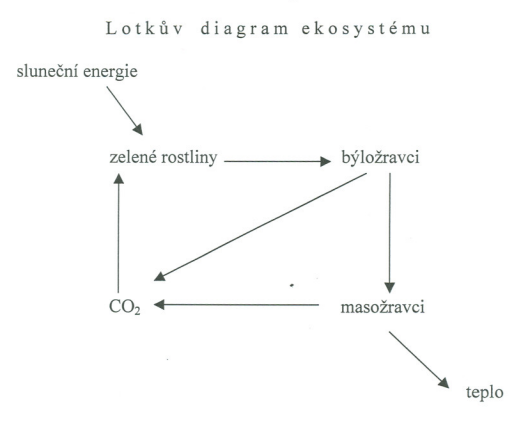 Lotkův diagram ekosystému
sluneční energie
zelené rostliny býložravci
CO₂ masožravci
teplo